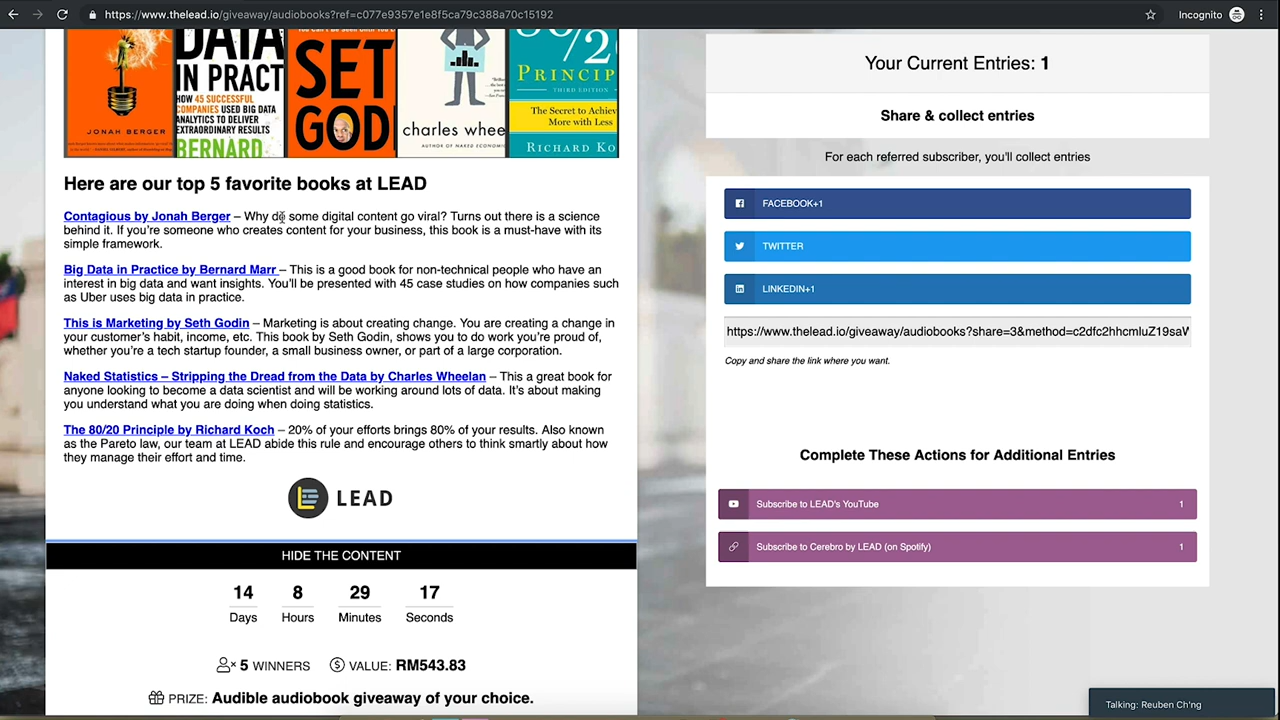 https://www.thelead.io/giveaway/audiobooks?ref=c077e9357e1e8f5ca79c388a70c15192
Incognito
JONAH BERGER
DATA
IN PRACT
HOW 45 SUCCESSFUL
COMPANIES USED BIG DATA
ANALYTICS TO DELIVER
EXTRAORDINARY RESULTS
BERNARD
SET
GOD
charles whee
AUTHOR OF NAKED ECONOMIC
80/2
PRINCIP
THIRD EDITION
The Secret to Achiev
More with Less
RICHARD KO
Here are our top 5 favorite books at LEAD
Contagious by Jonah Berger – Why do some digital content go viral? Turns out there is a science
behind it. If you're someone who creates content for your business, this book is a must-have with its
simple framework.
Big Data in Practice by Bernard Marr – This is a good book for non-technical people who have an
interest in big data and want insights. You'll be presented with 45 case studies on how companies such
as Uber uses big data in practice.
This is Marketing by Seth Godin – Marketing is about creating change. You are creating a change in
your customer's habit, income, etc. This book by Seth Godin, shows you to do work you're proud of,
whether you're a tech startup founder, a small business owner, or part of a large corporation.
Naked Statistics – Stripping the Dread from the Data by Charles Wheelan – This a great book for
anyone looking to become a data scientist and will be working around lots of data. It's about making
you understand what you are doing when doing statistics.
The 80/20 Principle by Richard Koch – 20% of your efforts brings 80% of your results. Also known
as the Pareto law, our team at LEAD abide this rule and encourage others to think smartly about how
they manage their effort and time.
LEAD
HIDE THE CONTENT
14 8 29 17
Days Hours Minutes Seconds
5 WINNERS VALUE: RM543.83
PRIZE: Audible audiobook giveaway of your choice.
Your Current Entries: 1
Share & collect entries
For each referred subscriber, you'll collect entries
FACEBOOK+1
TWITTER
LINKEDIN+1
https://www.thelead.io/giveaway/audiobooks?share=3&method=c2dfc2hhcmluZ19saW
Copy and share the link where you want.
Complete These Actions for Additional Entries
Subscribe to LEAD's YouTube 1
Subscribe to Cerebro by LEAD (on Spotify) 1
Talking: Reuben Ch'ng